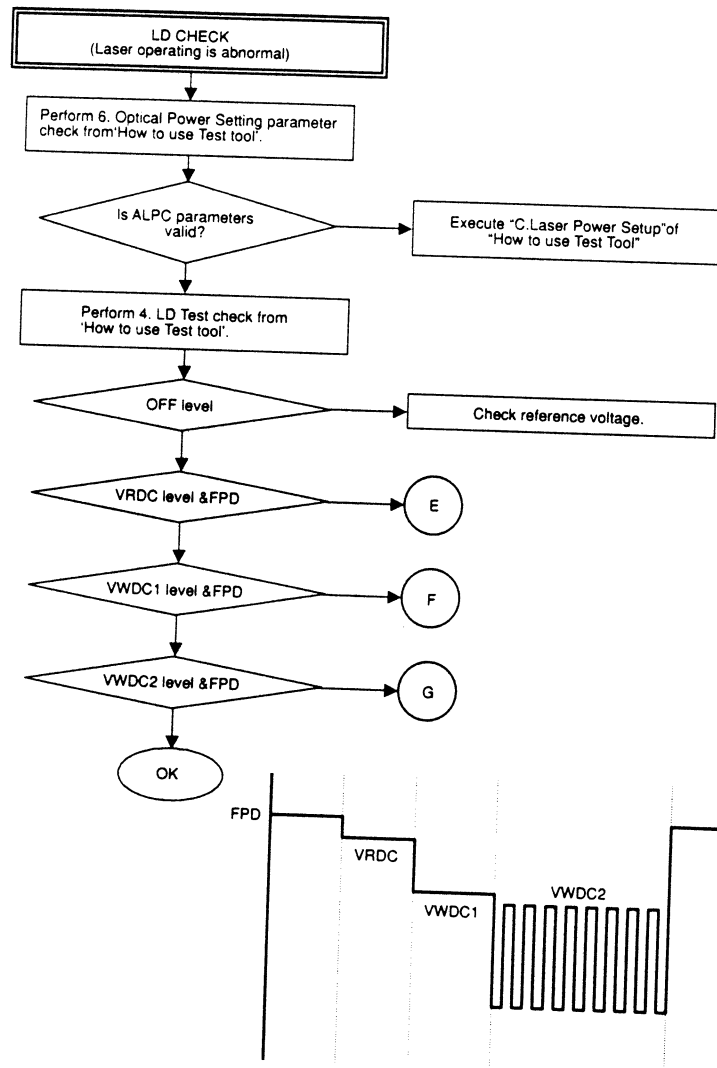 LD CHECK
(Laser operating is abnormal)
Perform 6. Optical Power Setting parameter
check from'How to use Test tool'.
Is ALPC parameters
valid?
Execute "C.Laser Power Setup"of
"How to use Test Tool"
Perform 4. LD Test check from
'How to use Test tool'.
OFF level
Check reference voltage.
VRDC level &FPD
E
VWDC1 level &FPD
F
VWDC2 level &FPD
G
OK
FPD
VRDC
VWDC1
VWDC2